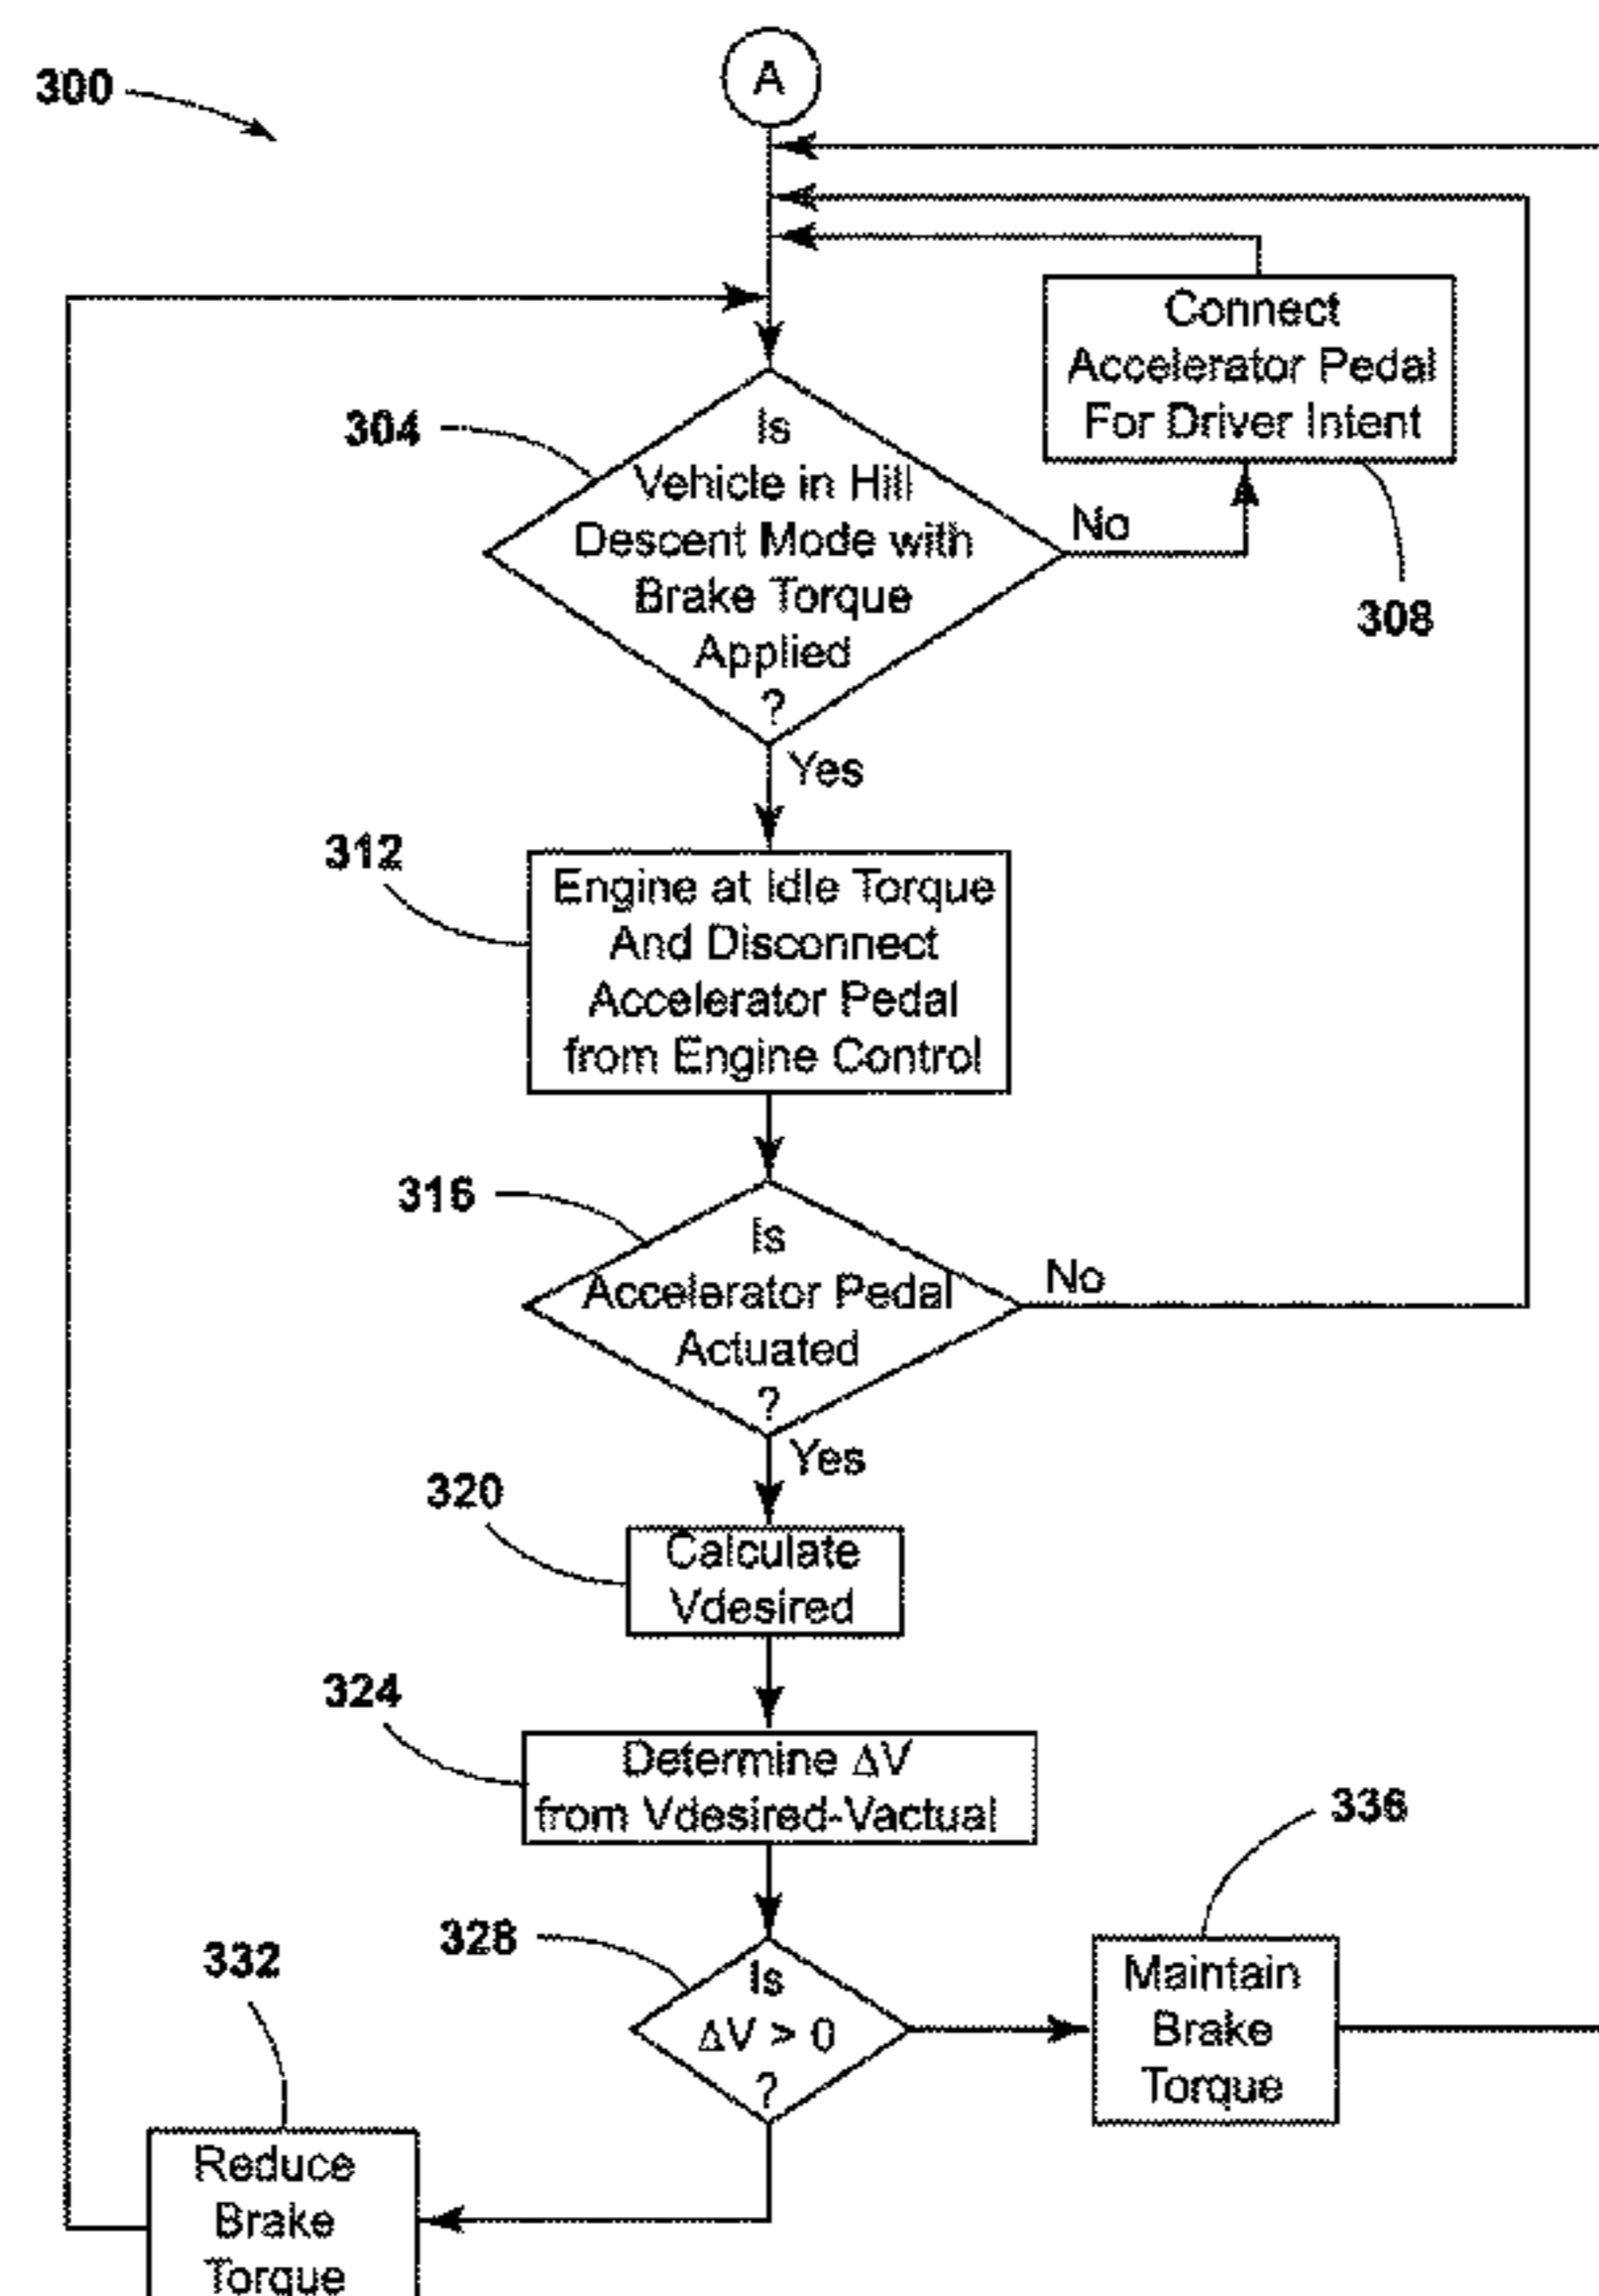 A
300
Connect
Accelerator Pedal
For Driver Intent
304
Is
Vehicle in Hill
Descent Mode with
Brake Torque
Applied
?
No
308
Yes
312
Engine at Idle Torque
And Disconnect
Accelerator Pedal
from Engine Control
316
Is
Accelerator Pedal
Actuated
?
No
Yes
320
Calculate
Vdesired
324
Determine ΔV
from Vdesired-Vactual
336
328
Is
ΔV > 0
?
Maintain
Brake
Torque
332
Reduce
Brake
Torque